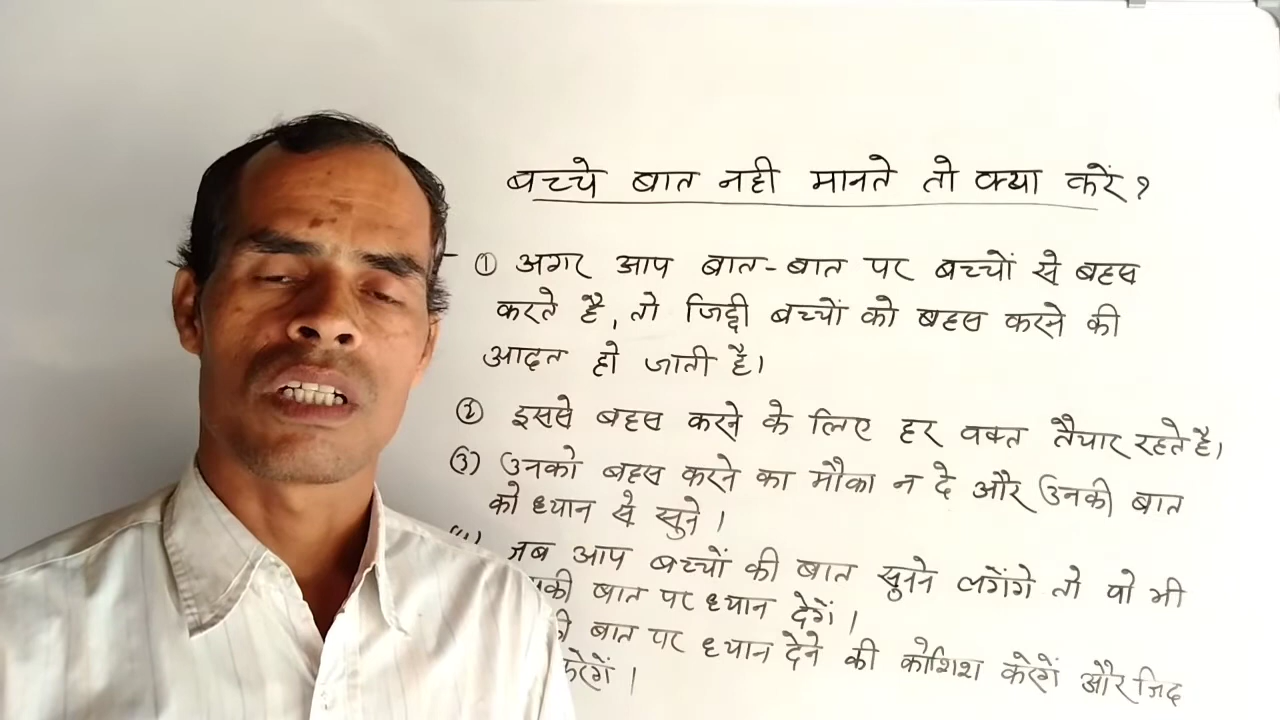 बच्चे बात नही मानते तो क्या करें?
① अगर आप बात-बात पर बच्चों से बहस
करते है, तो जिद्दी बच्चों को बहस करने की
आदत हो जाती है।
② इससे बहस करने के लिए हर वक्त तैयार रहते है।
(3) उनको बहस करने का मौका न दे और उनकी बात
को ध्यान से सुने।
जब आप बच्चों की बात सुनने लगेंगे तो वो भी
बात पर ध्यान देगें।
बात पर ध्यान देने की कोशिश करेगें और जिद
करेगें।